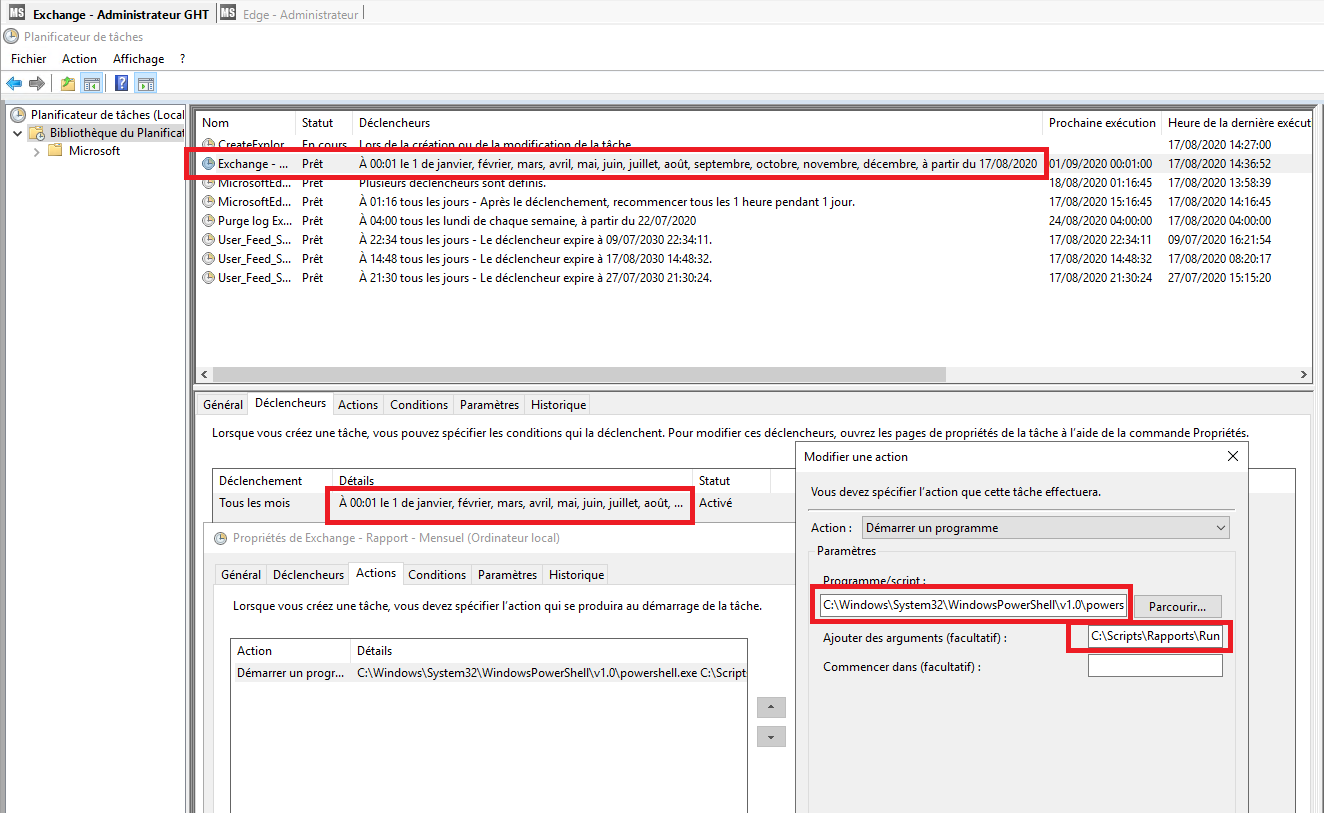 MS Exchange - Administrateur GHT MS Edge - Administrateur
Planificateur de tâches
Fichier Action Affichage ?
Planificateur de tâches (Local
Bibliothèque du Planificat
Microsoft
Nom Statut Déclencheurs Prochaine exécution Heure de la dernière exécut
CreateExplor... En cours Lors de la création ou de la modification de la tâche 17/08/2020 14:27:00
Exchange - ... Prêt À 00:01 le 1 de janvier, février, mars, avril, mai, juin, juillet, août, septembre, octobre, novembre, décembre, à partir du 17/08/2020 01/09/2020 00:01:00 17/08/2020 14:36:52
MicrosoftEd... Prêt Plusieurs déclencheurs sont définis. 18/08/2020 01:16:45 17/08/2020 13:58:39
MicrosoftEd... Prêt À 01:16 tous les jours - Après le déclenchement, recommencer tous les 1 heure pendant 1 jour. 17/08/2020 15:16:45 17/08/2020 14:16:45
Purge log Ex... Prêt À 04:00 tous les lundi de chaque semaine, à partir du 22/07/2020 24/08/2020 04:00:00 17/08/2020 04:00:00
User_Feed_S... Prêt À 22:34 tous les jours - Le déclencheur expire à 09/07/2030 22:34:11. 17/08/2020 22:34:11 09/07/2020 16:21:54
User_Feed_S... Prêt À 14:48 tous les jours - Le déclencheur expire à 17/08/2030 14:48:32. 17/08/2020 14:48:32 17/08/2020 08:20:17
User_Feed_S... Prêt À 21:30 tous les jours - Le déclencheur expire à 27/07/2030 21:30:24. 17/08/2020 21:30:24 27/07/2020 15:15:20
Général Déclencheurs Actions Conditions Paramètres Historique
Lorsque vous créez une tâche, vous pouvez spécifier les conditions qui la déclenchent. Pour modifier ces déclencheurs, ouvrez les pages de propriétés de la tâche à l'aide de la commande Propriétés.
Déclenchement Détails Statut
Tous les mois À 00:01 le 1 de janvier, février, mars, avril, mai, juin, juillet, août, ... Activé
Propriétés de Exchange - Rapport - Mensuel (Ordinateur local)
Général Déclencheurs Actions Conditions Paramètres Historique
Lorsque vous créez une tâche, vous devez spécifier l'action qui se produira au démarrage de la tâche.
Action Détails
Démarrer un progr... C:\Windows\System32\WindowsPowerShell\v1.0\powershell.exe C:\Scripts
Modifier une action
Vous devez spécifier l'action que cette tâche effectuera.
Action : Démarrer un programme
Paramètres
Programme/script :
C:\Windows\System32\WindowsPowerShell\v1.0\powers Parcourir...
Ajouter des arguments (facultatif) : C:\Scripts\Rapports\Run
Commencer dans (facultatif) :